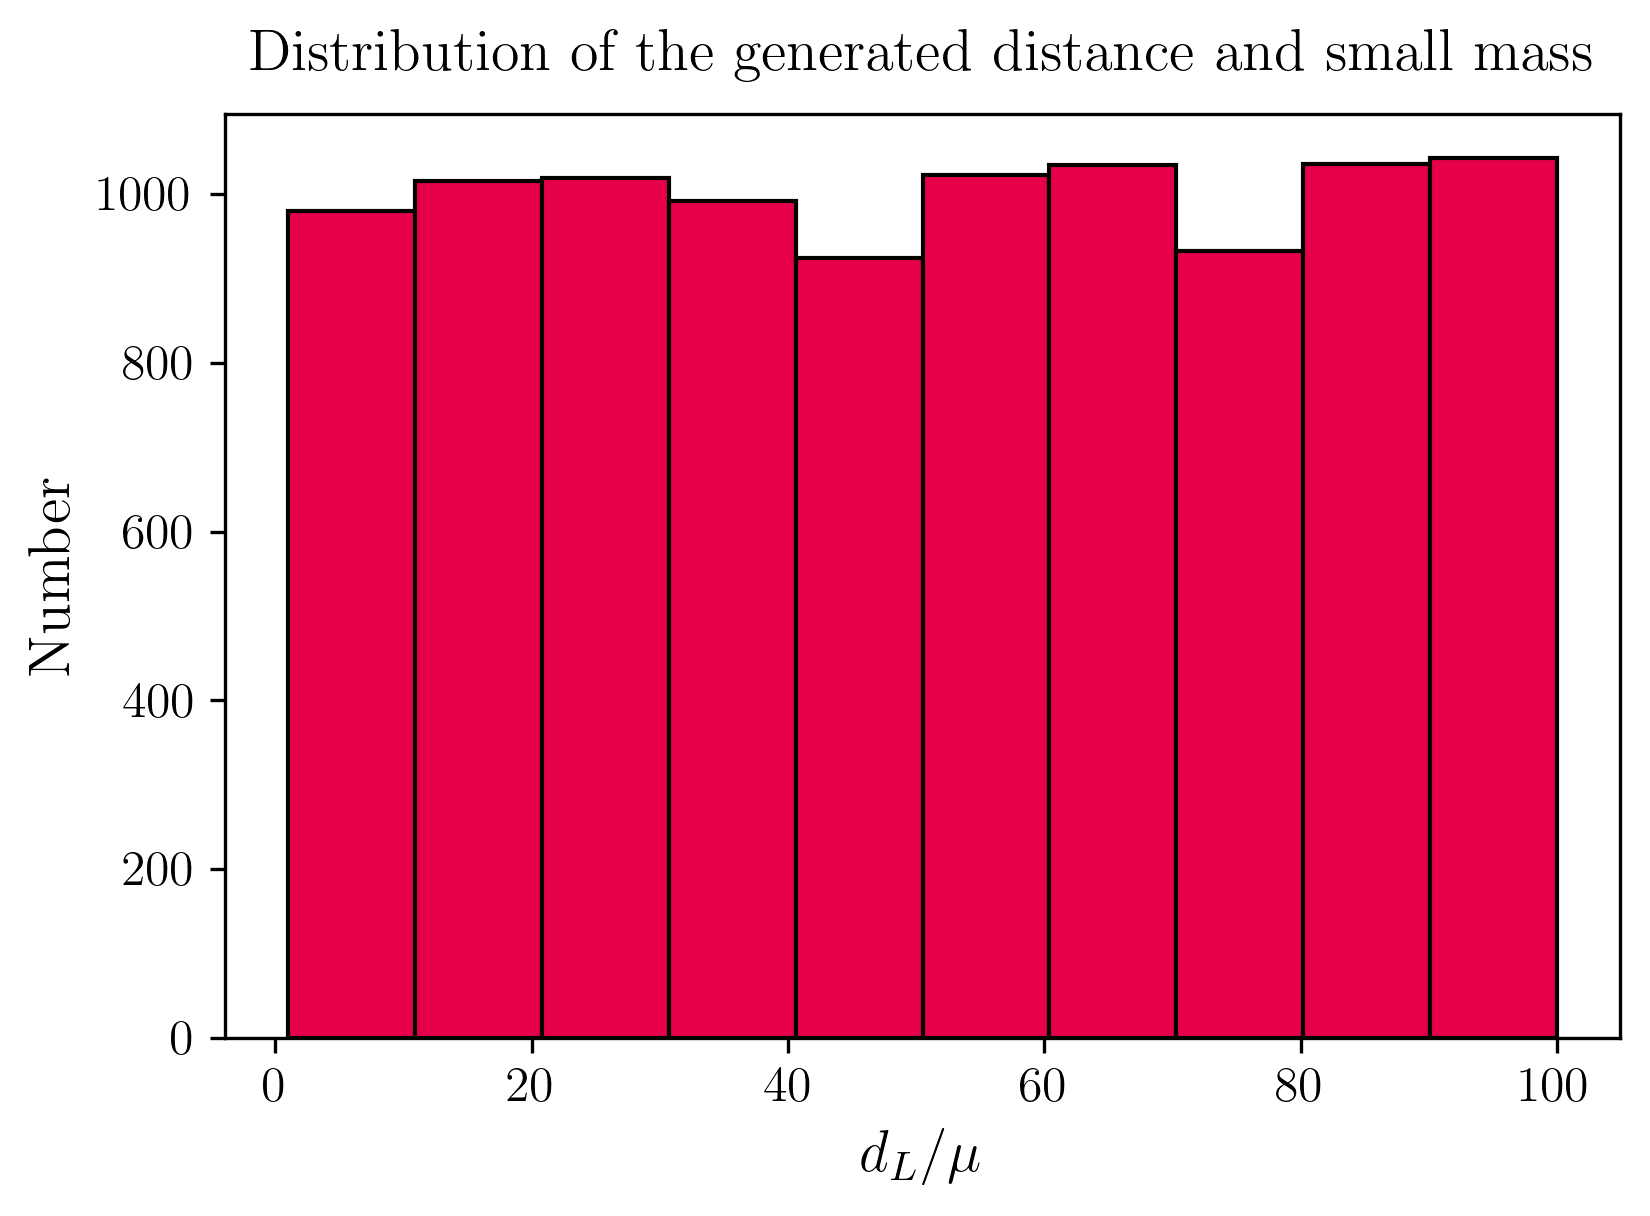 Distribution of the generated distance and small mass
Number
1000
800
600
400
200
0
0 20 40 60 80 100
d_L/μ